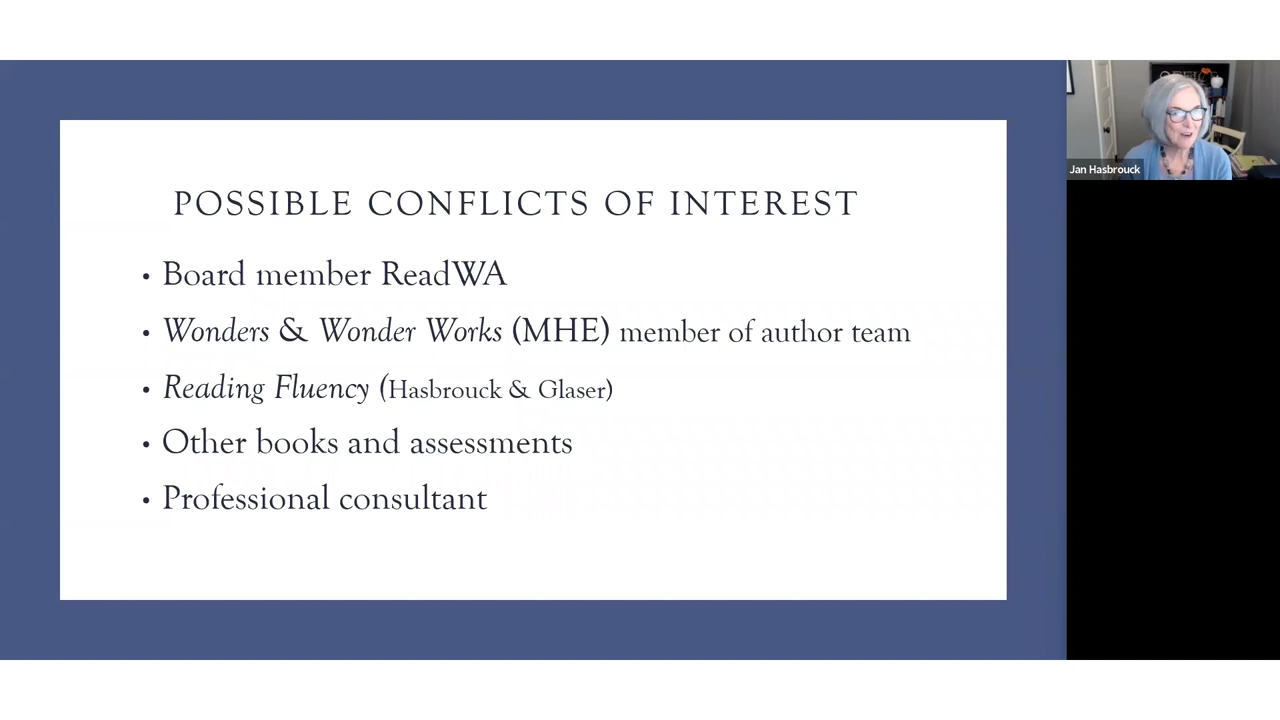 POSSIBLE CONFLICTS OF INTEREST
• Board member ReadWA
• Wonders & Wonder Works (MHE) member of author team
• Reading Fluency (Hasbrouck & Glaser)
• Other books and assessments
• Professional consultant
Jan Hasbrouck